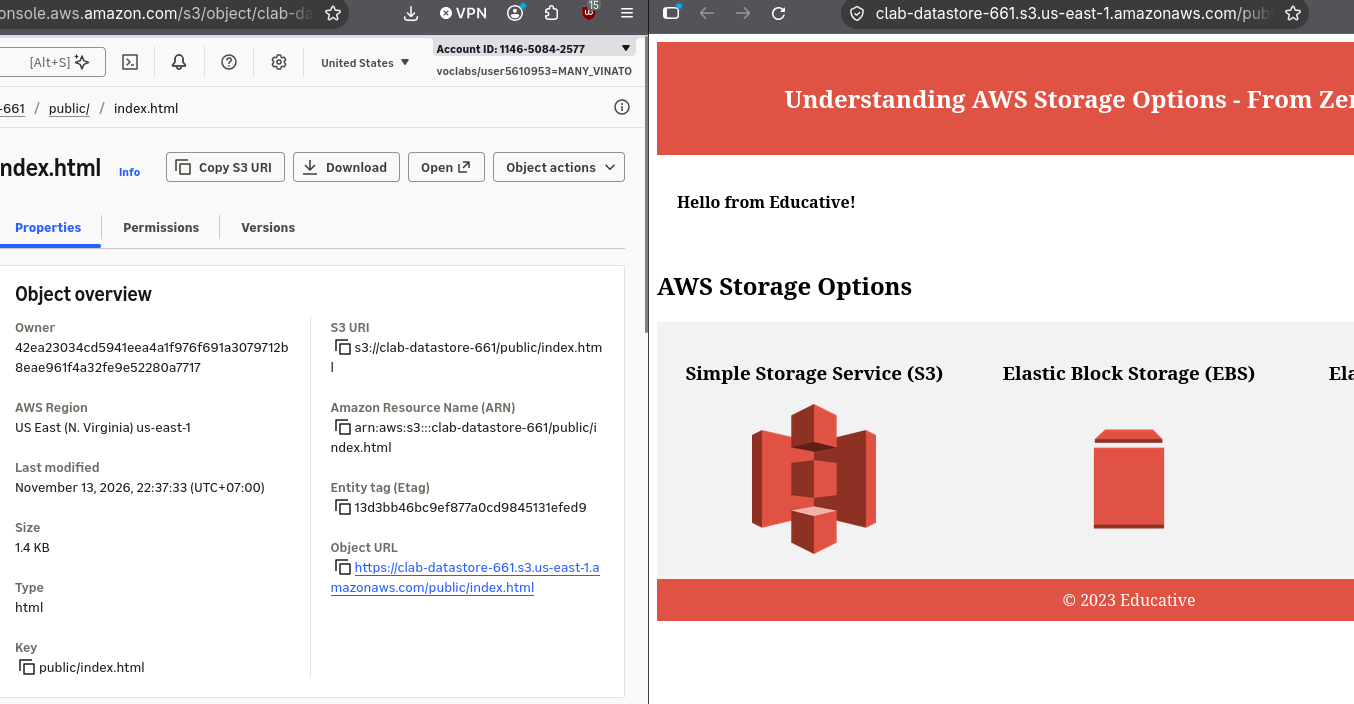 onsole.aws.amazon.com/s3/object/clab-da
VPN
15
[Alt+S]
United States
Account ID: 1146-5084-2577
voclabs/user5610953=MANY_VINATO
-661 / public/ / index.html
ndex.html
Info
Copy S3 URI
Download
Open
Object actions
Properties
Permissions
Versions
Object overview
Owner
42ea23034cd5941eea4a1f976f691a3079712b
8eae961f4a32fe9e52280a7717
AWS Region
US East (N. Virginia) us-east-1
Last modified
November 13, 2026, 22:37:33 (UTC+07:00)
Size
1.4 KB
Type
html
Key
public/index.html
S3 URI
s3://clab-datastore-661/public/index.htm
l
Amazon Resource Name (ARN)
arn:aws:s3:::clab-datastore-661/public/i
ndex.html
Entity tag (Etag)
13d3bb46bc9ef877a0cd9845131efed9
Object URL
https://clab-datastore-661.s3.us-east-1.a
mazonaws.com/public/index.html
clab-datastore-661.s3.us-east-1.amazonaws.com/pub
Understanding AWS Storage Options - From Zer
Hello from Educative!
AWS Storage Options
Simple Storage Service (S3)
Elastic Block Storage (EBS)
Ela
© 2023 Educative